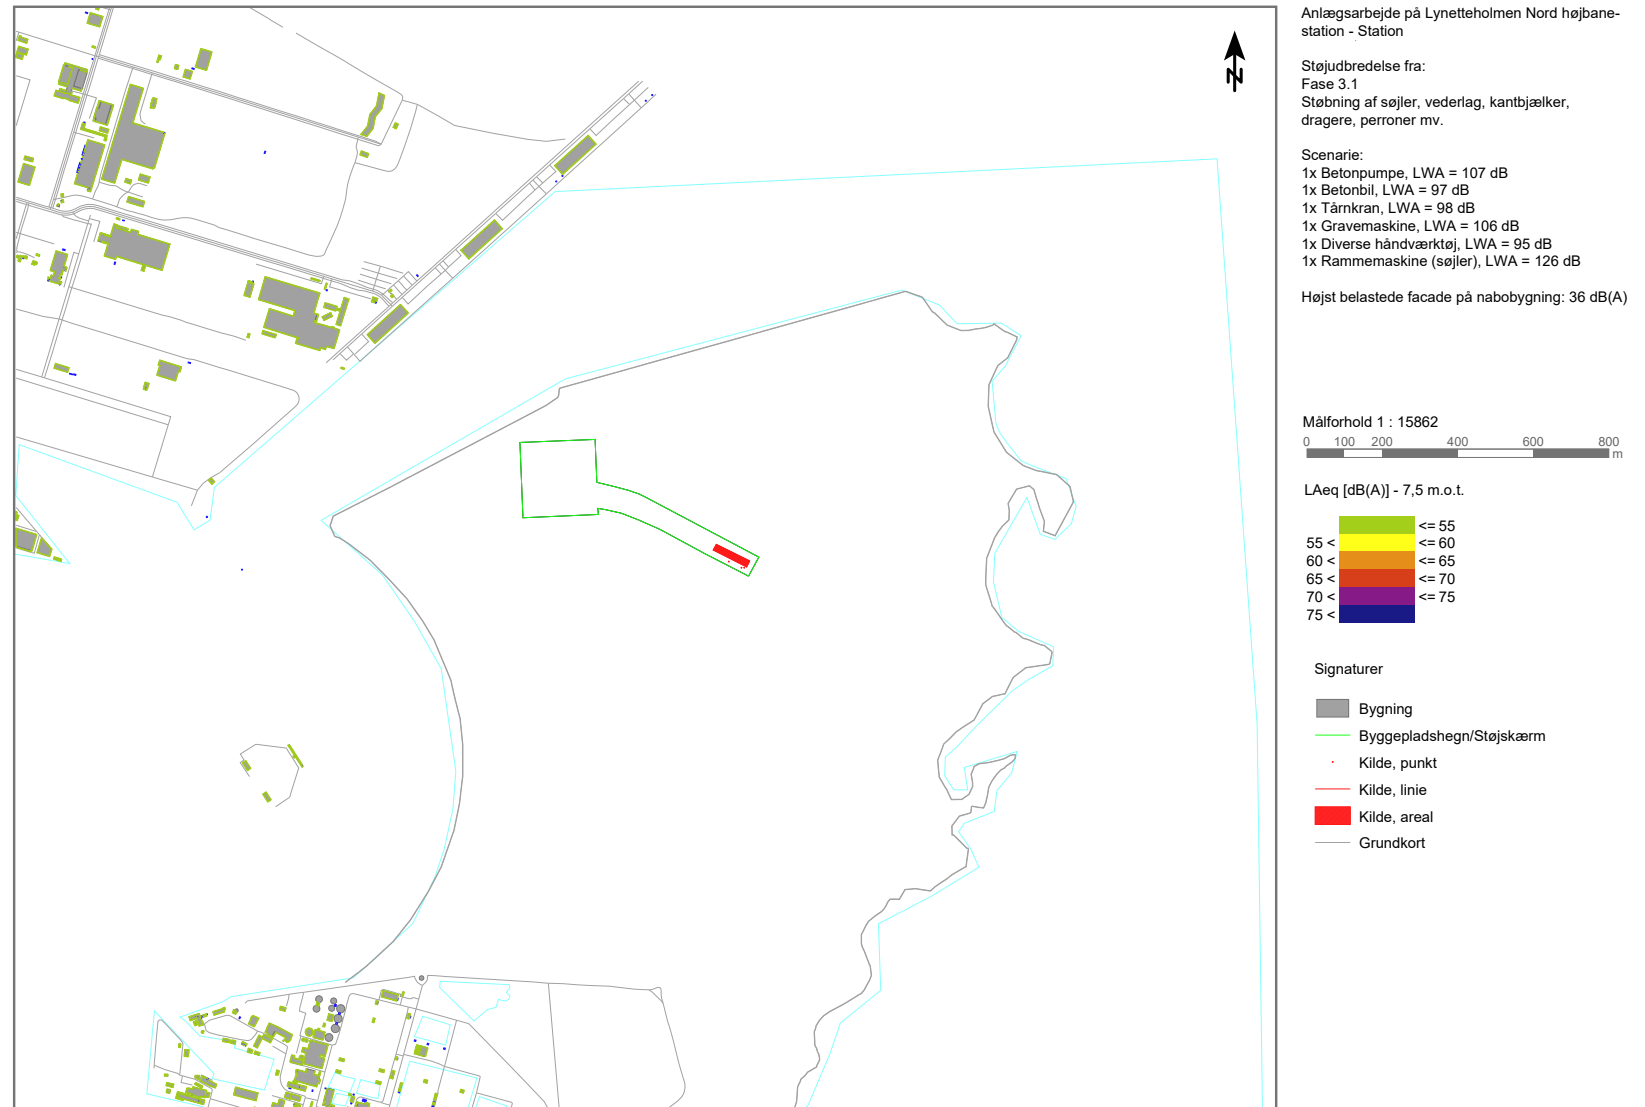 Anlægsarbejde på Lynetteholmen Nord højbane-
station - Station
Støjudbredelse fra:
Fase 3.1
Støbning af søjler, vederlag, kantbjælker,
dragere, perroner mv.
Scenarie:
1x Betonpumpe, LWA = 107 dB
1x Betonbil, LWA = 97 dB
1x Tårnkran, LWA = 98 dB
1x Gravemaskine, LWA = 106 dB
1x Diverse håndværktøj, LWA = 95 dB
1x Rammemaskine (søjler), LWA = 126 dB
Højst belastede facade på nabobygning: 36 dB(A)
N
Målforhold 1 : 15862
0 100 200 400 600 800
m
LAeq [dB(A)] - 7,5 m.o.t.
<= 55
55 < <= 60
60 < <= 65
65 < <= 70
70 < <= 75
75 <
Signaturer
Bygning
Byggepladshegn/Støjskærm
Kilde, punkt
Kilde, linie
Kilde, areal
Grundkort